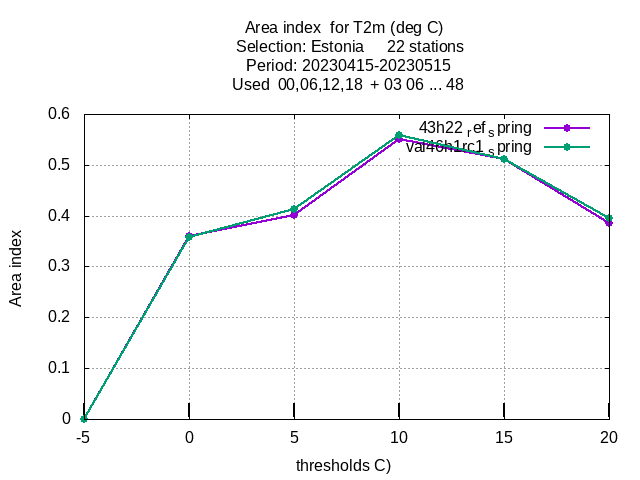 Area index for T2m (deg C)
Selection: Estonia 22 stations
Period: 20230415-20230515
Used 00,06,12,18 + 03 06 ... 48
0.6
43h22 ref spring
val46h1rc1 spring
0.5
0.4
0.3
0.2
0.1
0
Area index
-5 0 5 10 15 20
thresholds C)